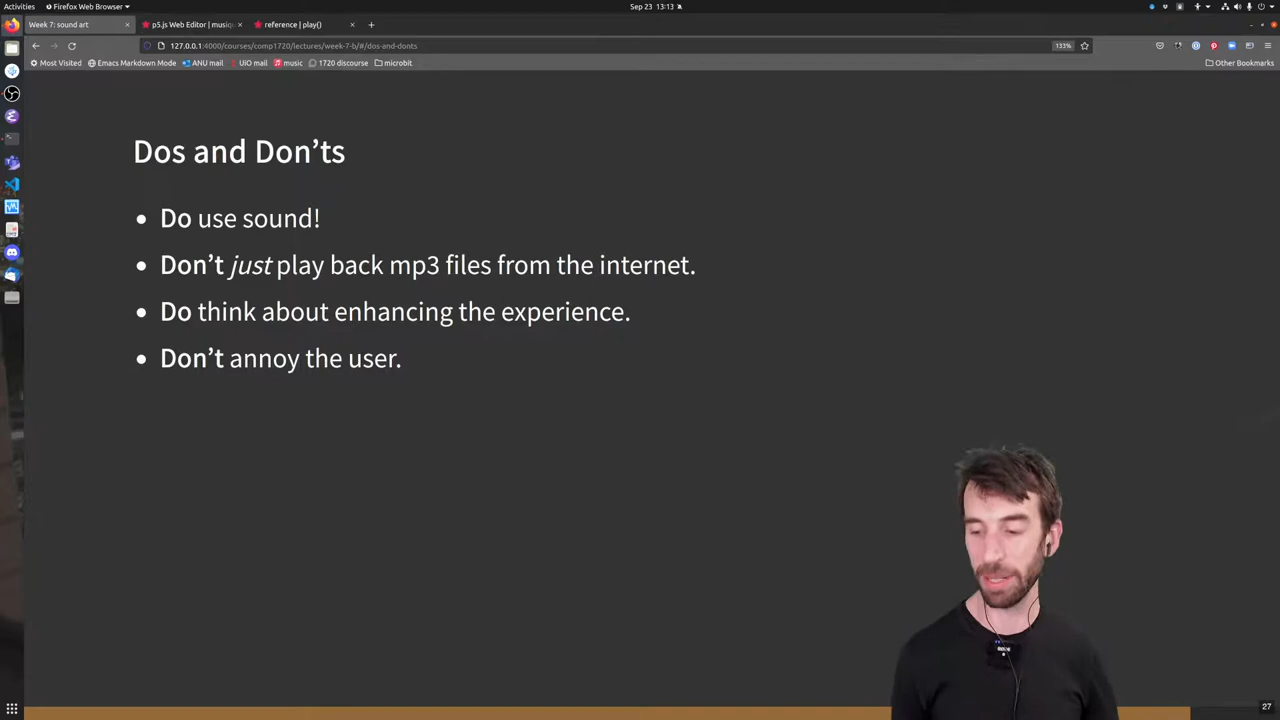 Activities
Firefox Web Browser
Sep 23 13:13
Week 7: sound art
p5.js Web Editor | musiqu
reference | play()
127.0.0.1:4000/courses/comp1720/lectures/week-7-b/#/dos-and-donts
133%
Most Visited
Emacs Markdown Mode
ANU mail
UiO mail
music
1720 discourse
microbit
Other Bookmarks
Dos and Don’ts
Do use sound!
Don’t just play back mp3 files from the internet.
Do think about enhancing the experience.
Don’t annoy the user.
RODE
27